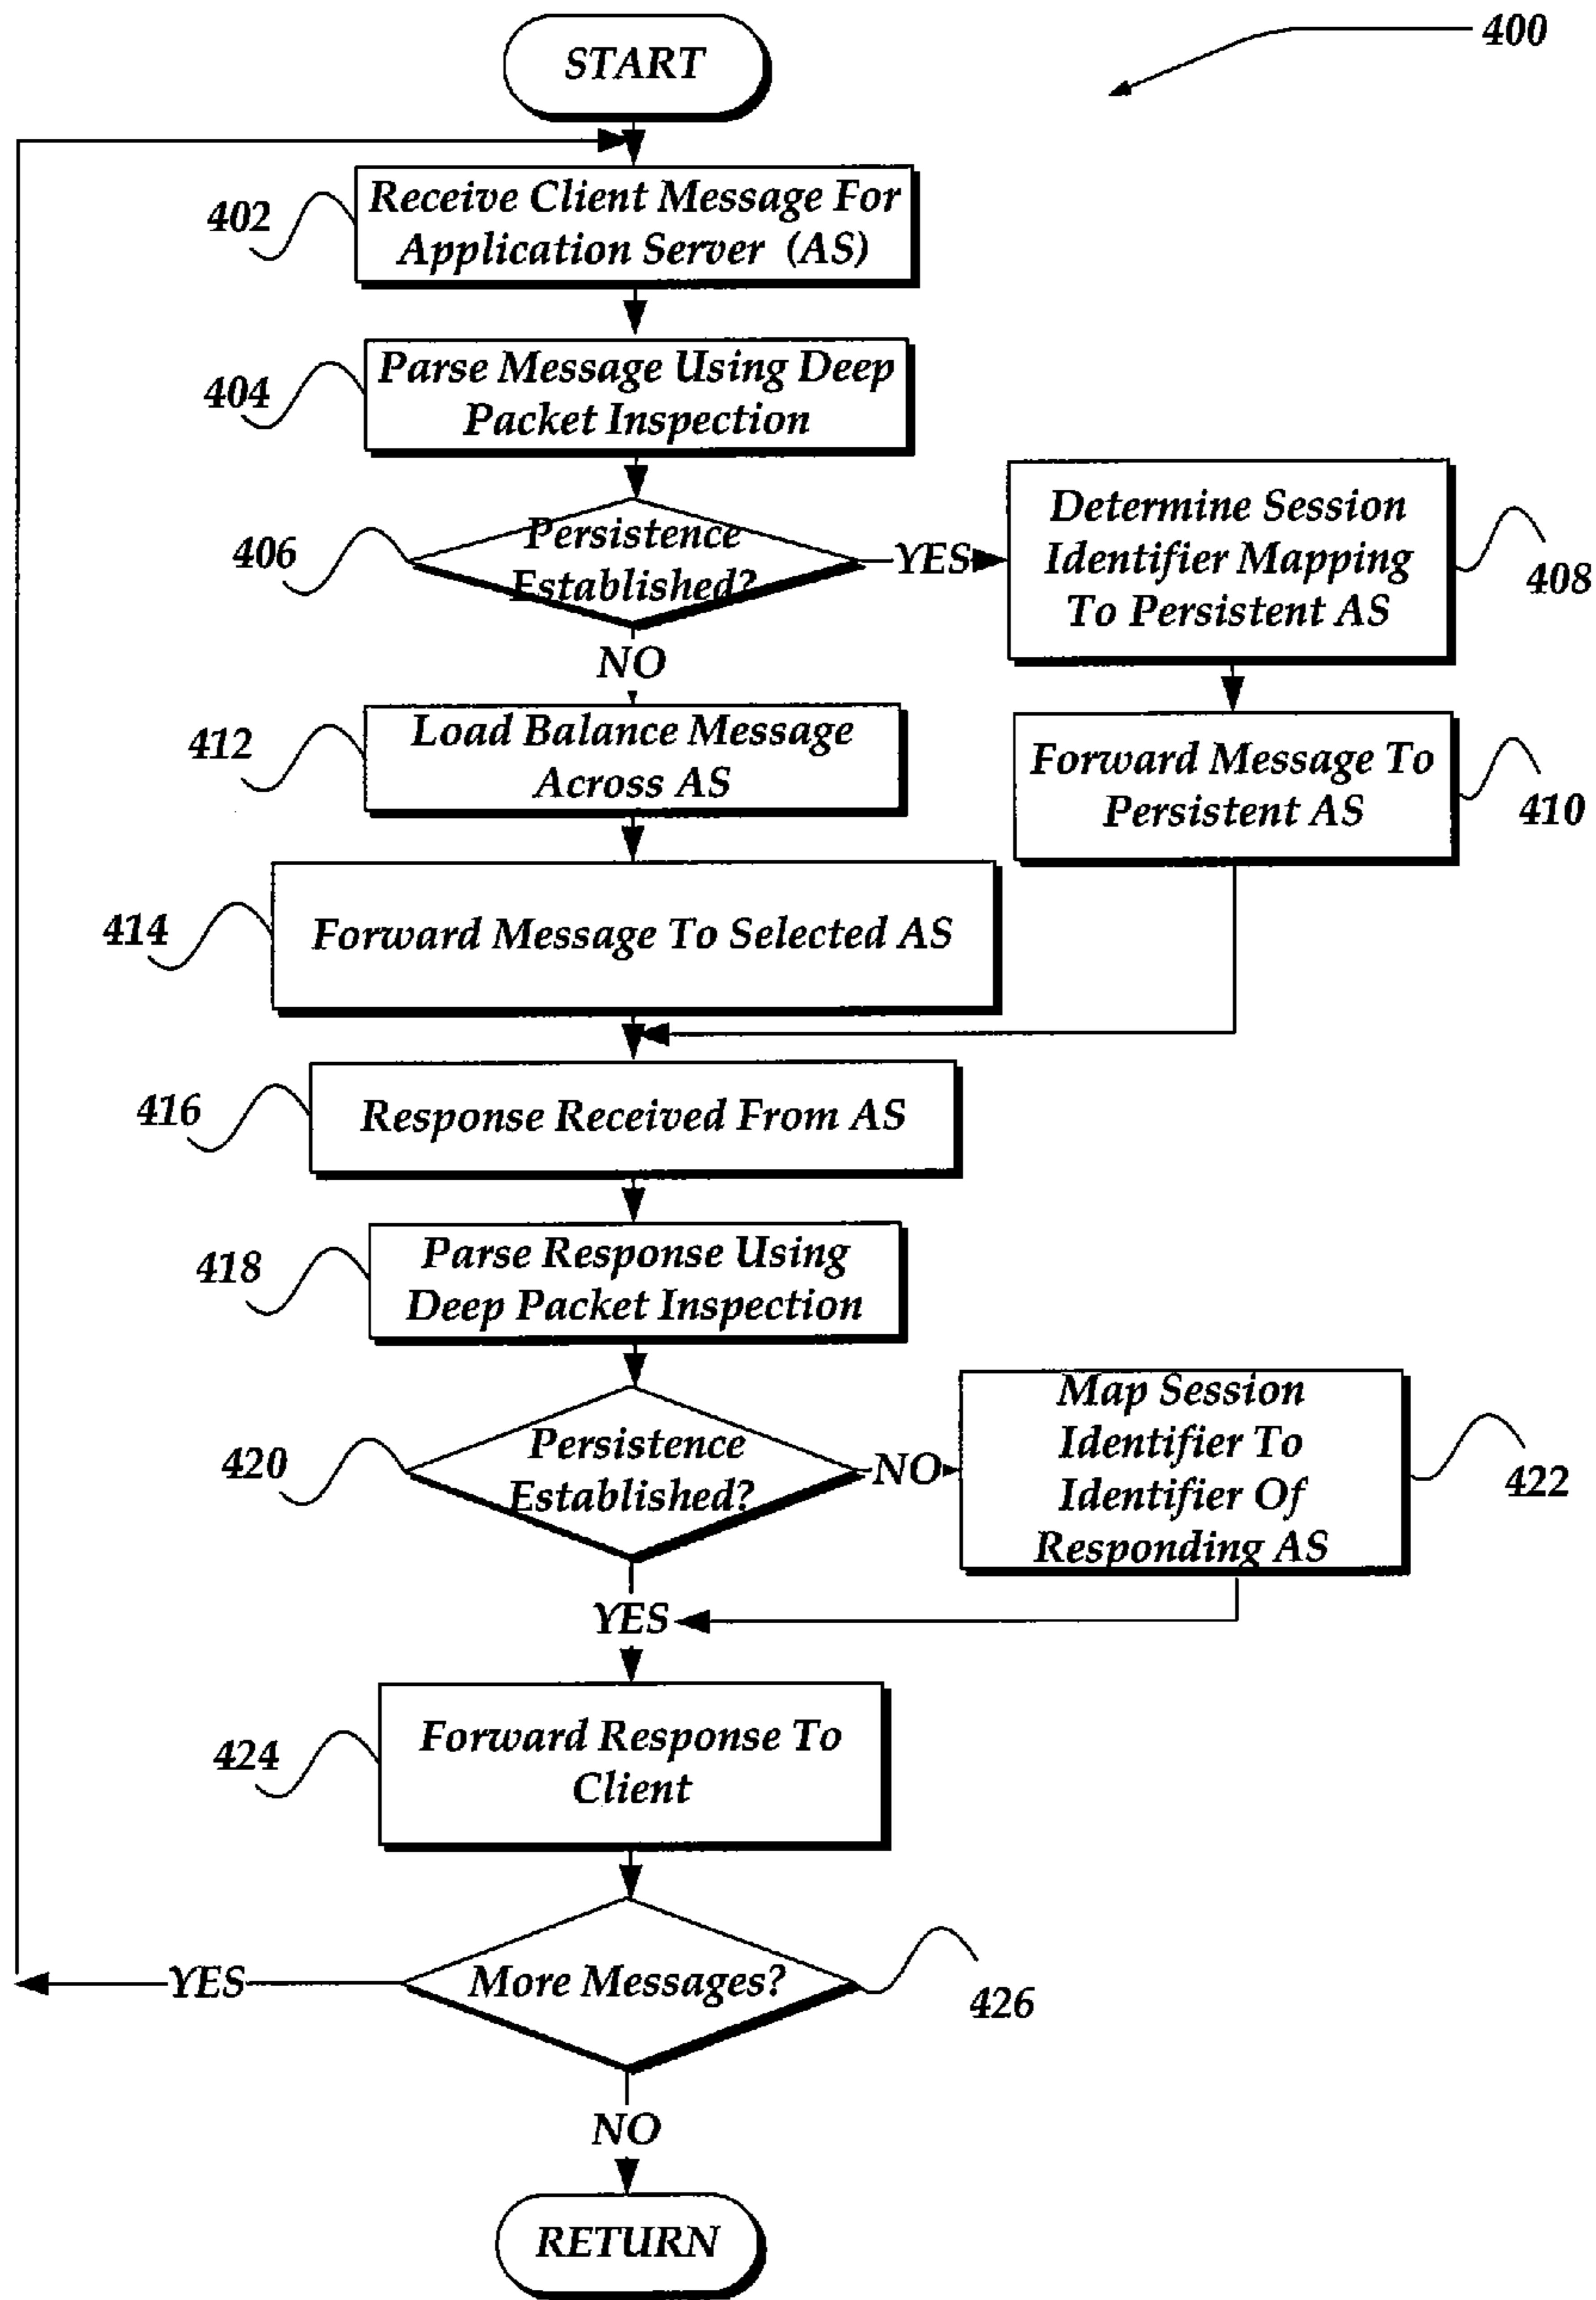 START
400
402
Receive Client Message For
Application Server (AS)
404
Parse Message Using Deep
Packet Inspection
406
Persistence
Established?
YES
Determine Session
Identifier Mapping
To Persistent AS
408
NO
412
Load Balance Message
Across AS
Forward Message To
Persistent AS
410
414
Forward Message To Selected AS
416
Response Received From AS
418
Parse Response Using
Deep Packet Inspection
420
Persistence
Established?
NO
Map Session
Identifier To
Identifier Of
Responding AS
422
YES
424
Forward Response To
Client
YES
More Messages?
426
NO
RETURN